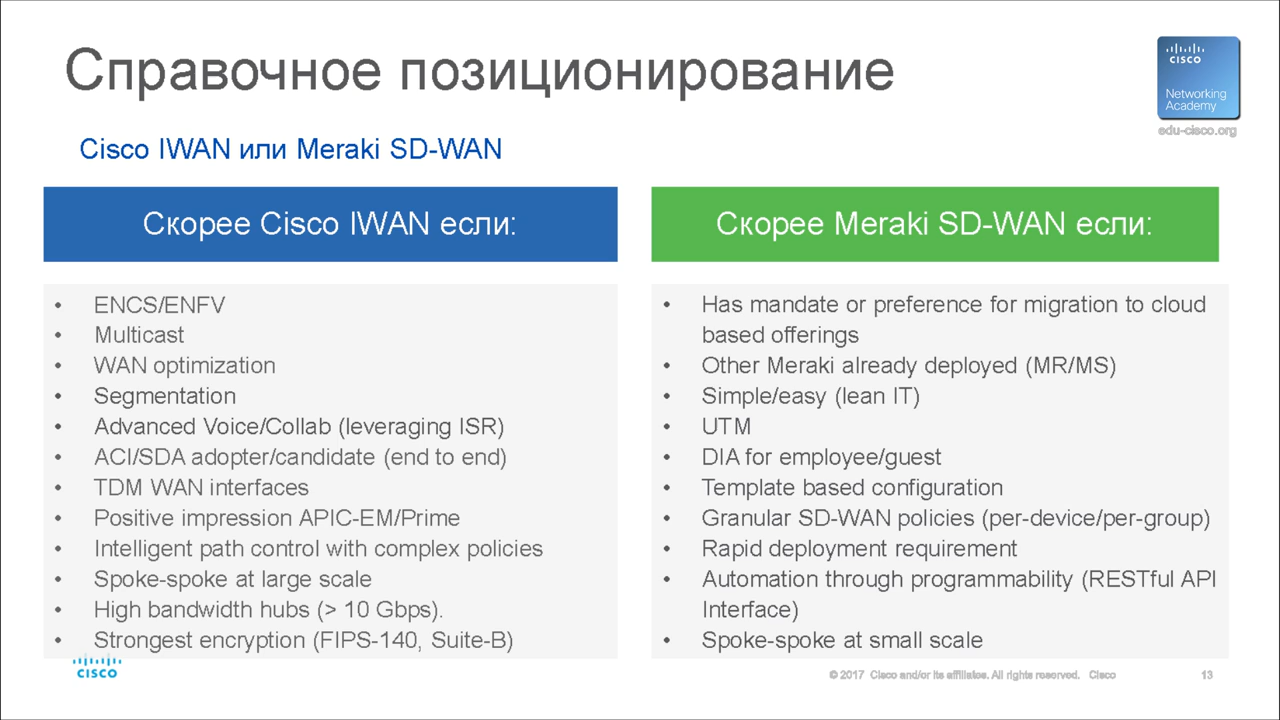 Справочное позиционирование
CISCO
Networking
Academy
edu-cisco.org
Cisco IWAN или Meraki SD-WAN
Скорее Cisco IWAN если:
• ENCS/ENFV
• Multicast
• WAN optimization
• Segmentation
• Advanced Voice/Collab (leveraging ISR)
• ACI/SDA adopter/candidate (end to end)
• TDM WAN interfaces
• Positive impression APIC-EM/Prime
• Intelligent path control with complex policies
• Spoke-spoke at large scale
• High bandwidth hubs (> 10 Gbps).
• Strongest encryption (FIPS-140, Suite-B)
Скорее Meraki SD-WAN если:
• Has mandate or preference for migration to cloud
based offerings
• Other Meraki already deployed (MR/MS)
• Simple/easy (lean IT)
• UTM
• DIA for employee/guest
• Template based configuration
• Granular SD-WAN policies (per-device/per-group)
• Rapid deployment requirement
• Automation through programmability (RESTful API
Interface)
• Spoke-spoke at small scale
CISCO
© 2017 Cisco and/or its affiliates. All rights reserved. Cisco
13